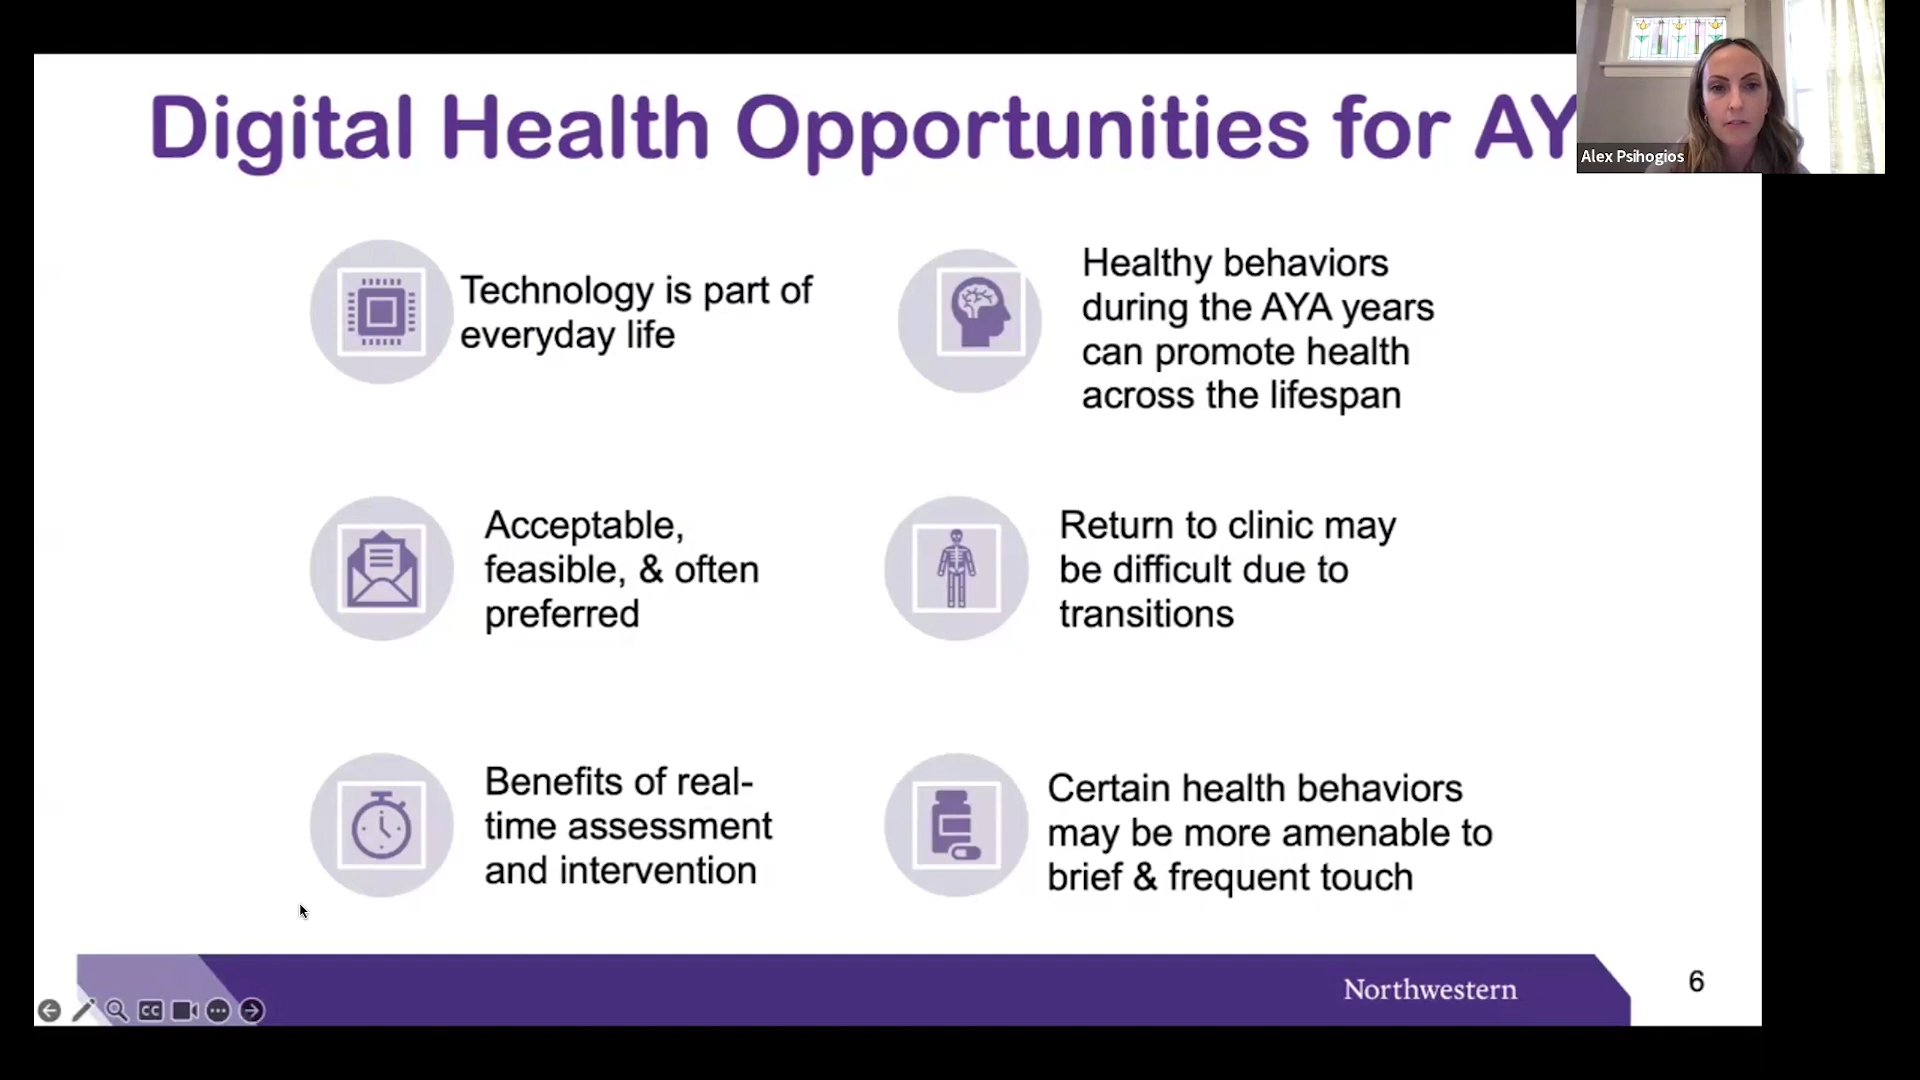 Digital Health Opportunities for AY
Alex Psihogios
Technology is part of
everyday life
Healthy behaviors
during the AYA years
can promote health
across the lifespan
Acceptable,
feasible, & often
preferred
Return to clinic may
be difficult due to
transitions
Benefits of real-
time assessment
and intervention
Certain health behaviors
may be more amenable to
brief & frequent touch
Northwestern
6
CC